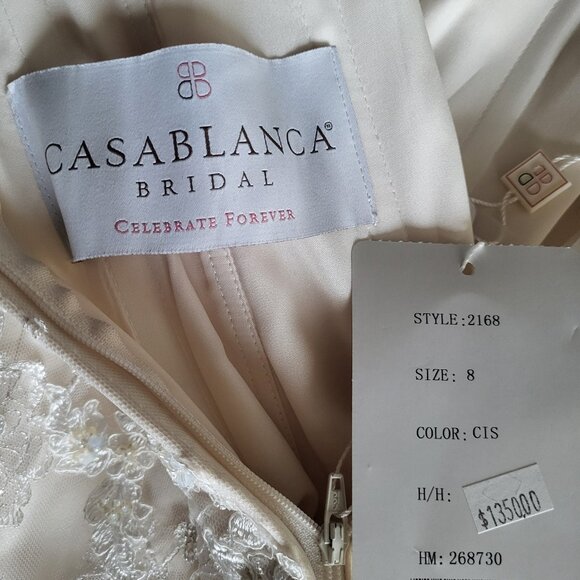 CASABLANCA®
BRIDAL
CELEBRATE FOREVER
STYLE:2168
SIZE: 8
COLOR:CIS
H/H:
$1350.00
HM:268730